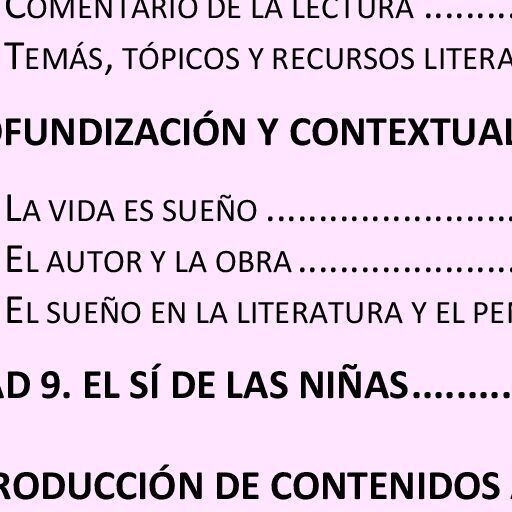 COMENTARIO DE LA LECTURA ........
TEMÁS, TÓPICOS Y RECURSOS LITERA
OFUNDIZACIÓN Y CONTEXTUAL
LA VIDA ES SUEÑO ........................
EL AUTOR Y LA OBRA .....................
EL SUEÑO EN LA LITERATURA Y EL PE
AD 9. EL SÍ DE LAS NIÑAS..........
RODUCCIÓN DE CONTENIDOS